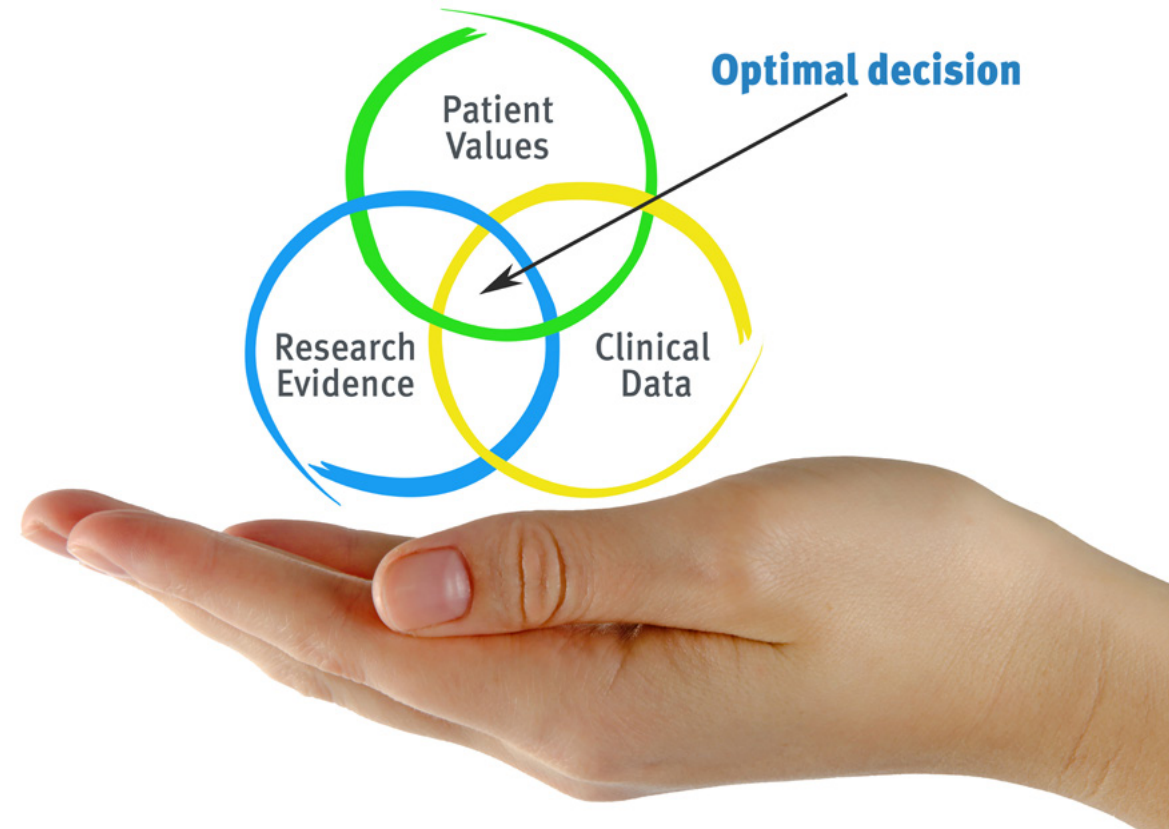 Optimal decision
Patient
Values
Research
Evidence
Clinical
Data